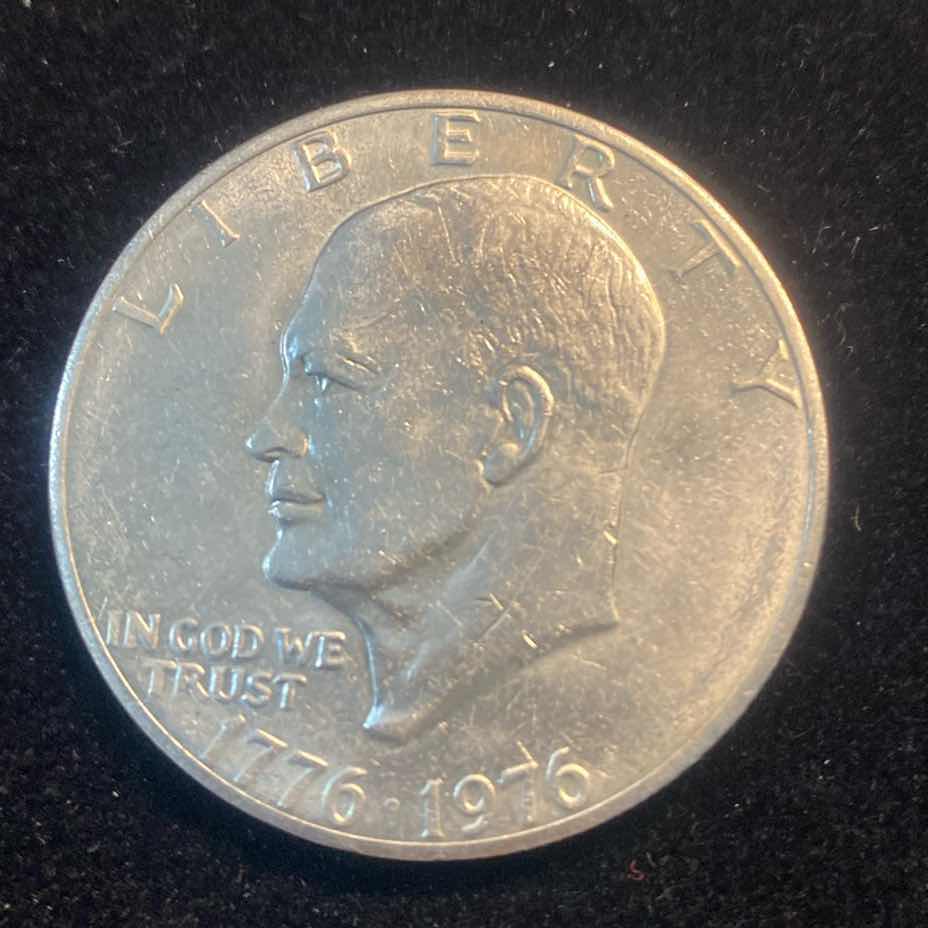 LIBERTY
IN GOD WE
TRUST
1776·1976